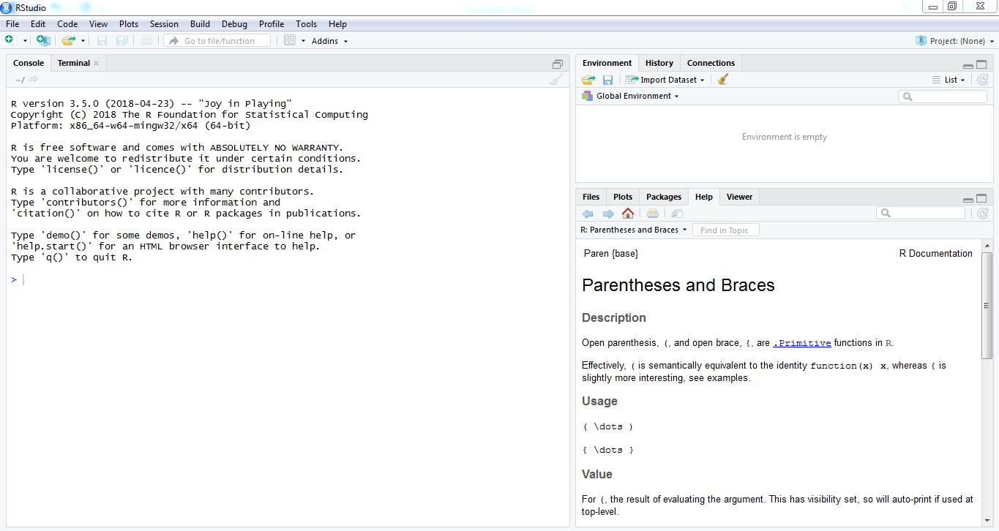 RStudio
File Edit Code View Plots Session Build Debug Profile Tools Help
Go to file/function Addins Project: (None)
Console Terminal
~/
R version 3.5.0 (2018-04-23) -- "Joy in Playing"
Copyright (C) 2018 The R Foundation for Statistical Computing
Platform: x86_64-w64-mingw32/x64 (64-bit)
R is free software and comes with ABSOLUTELY NO WARRANTY.
You are welcome to redistribute it under certain conditions.
Type 'license()' or 'licence()' for distribution details.
R is a collaborative project with many contributors.
Type 'contributors()' for more information and
'citation()' on how to cite R or R packages in publications.
Type 'demo()' for some demos, 'help()' for on-line help, or
'help.start()' for an HTML browser interface to help.
Type 'q()' to quit R.
>
Environment History Connections
Import Dataset List
Global Environment
Environment is empty
Files Plots Packages Help Viewer
R: Parentheses and Braces Find in Topic
Paren {base} R Documentation
Parentheses and Braces
Description
Open parenthesis, (, and open brace, {, are .Primitive functions in R.
Effectively, ( is semantically equivalent to the identity function(x) x, whereas { is
slightly more interesting, see examples.
Usage
( \dots )
{ \dots }
Value
For (, the result of evaluating the argument. This has visibility set, so will auto-print if used at
top-level.